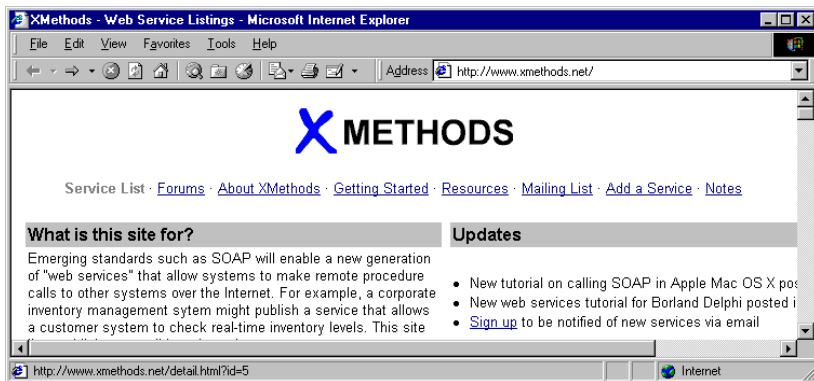 XMethods - Web Service Listings - Microsoft Internet Explorer
File Edit View Favorites Tools Help
Address http://www.xmethods.net/
X METHODS
Service List · Forums · About XMethods · Getting Started · Resources · Mailing List · Add a Service · Notes
What is this site for?
Emerging standards such as SOAP will enable a new generation
of "web services" that allow systems to make remote procedure
calls to other systems over the Internet. For example, a corporate
inventory management sytem might publish a service that allows
a customer system to check real-time inventory levels. This site
Updates
• New tutorial on calling SOAP in Apple Mac OS X pos
• New web services tutorial for Borland Delphi posted i
• Sign up to be notified of new services via email
http://www.xmethods.net/detail.html?id=5
Internet